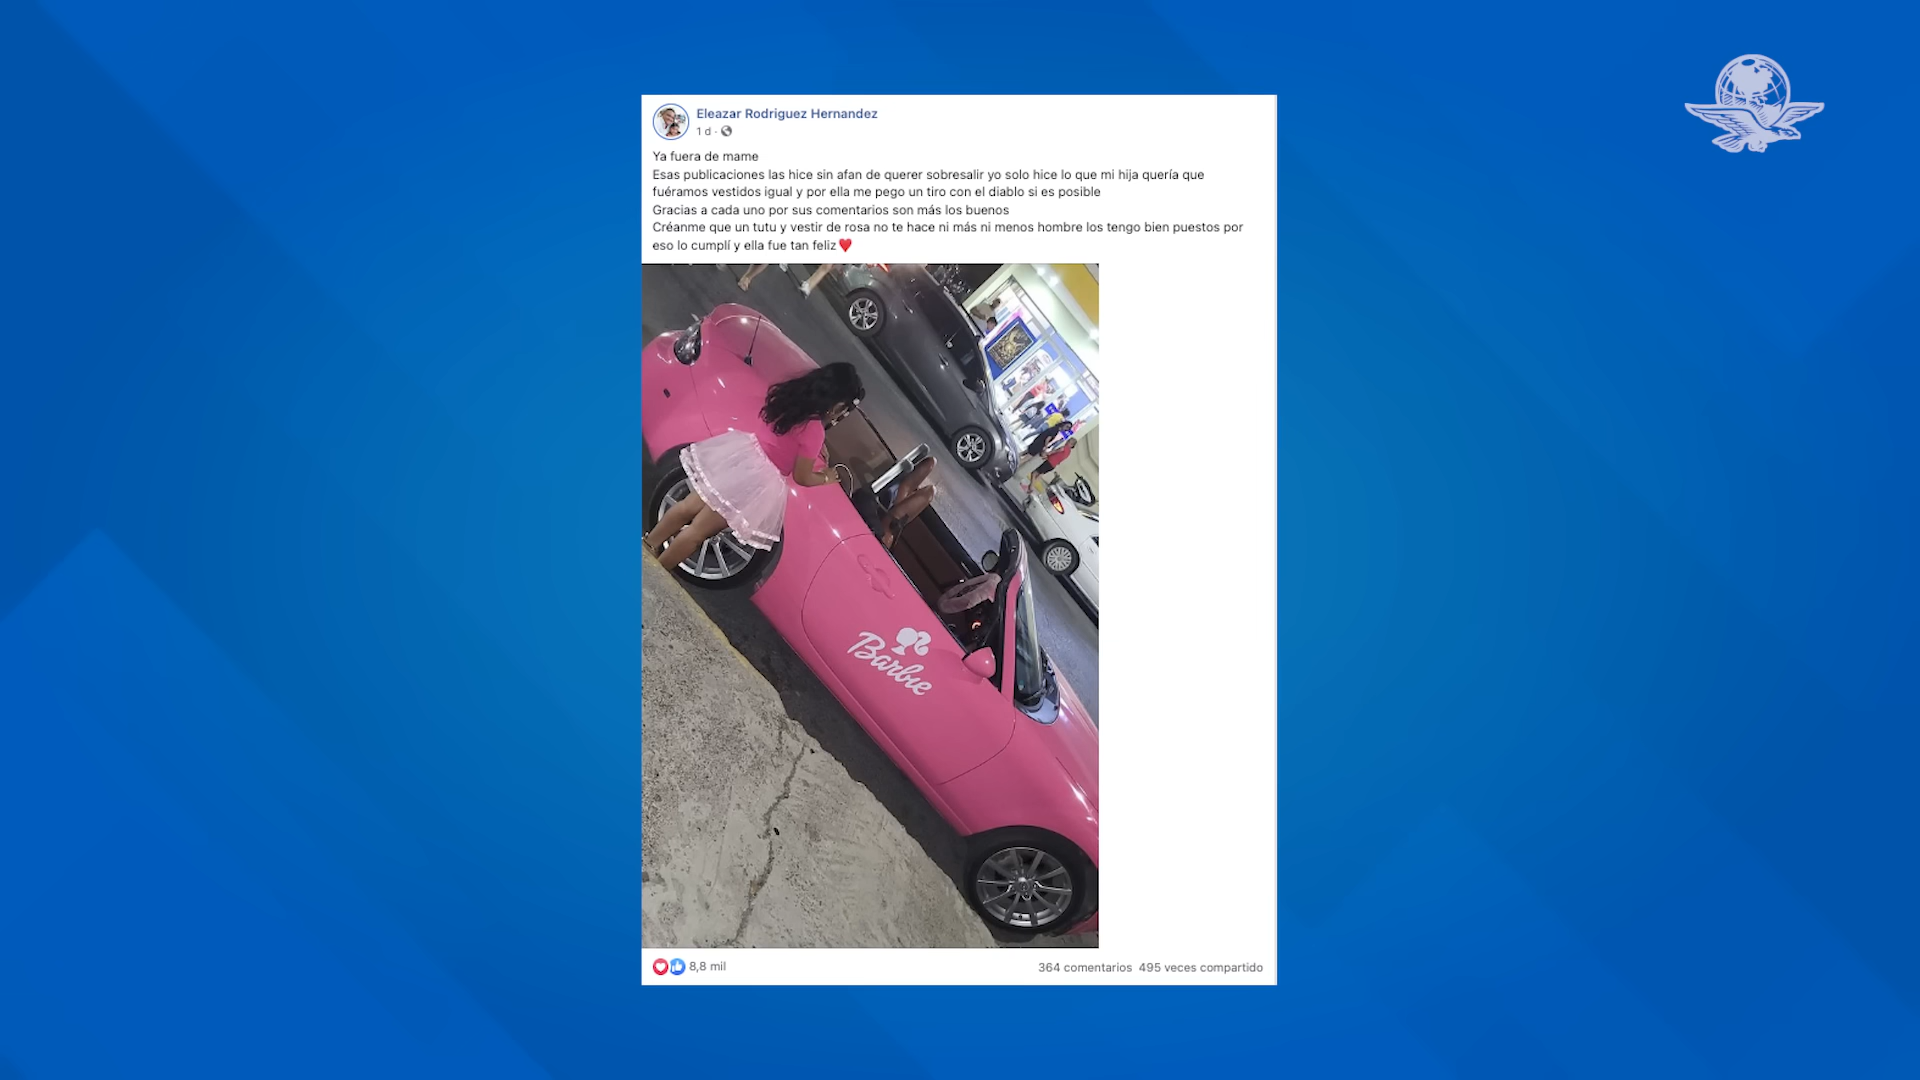 Eleazar Rodriguez Hernandez
1 d ·
Ya fuera de mame
Esas publicaciones las hice sin afan de querer sobresalir yo solo hice lo que mi hija quería que
fuéramos vestidos igual y por ella me pego un tiro con el diablo si es posible
Gracias a cada uno por sus comentarios son más los buenos
Créanme que un tutu y vestir de rosa no te hace ni más ni menos hombre los tengo bien puestos por
eso lo cumplí y ella fue tan feliz❤️
Barbie
8,8 mil
364 comentarios 495 veces compartido